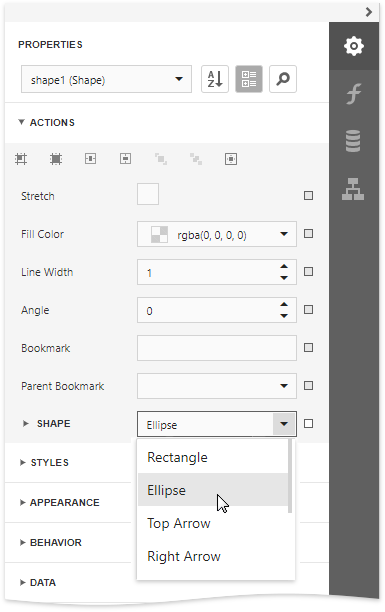 PROPERTIES
shape1 (Shape)
A
Z
ACTIONS
Stretch
Fill Color rgba(0, 0, 0, 0)
Line Width 1
Angle 0
Bookmark
Parent Bookmark
SHAPE Ellipse
Rectangle
STYLES
Ellipse
APPEARANCE
Top Arrow
BEHAVIOR
Right Arrow
DATA